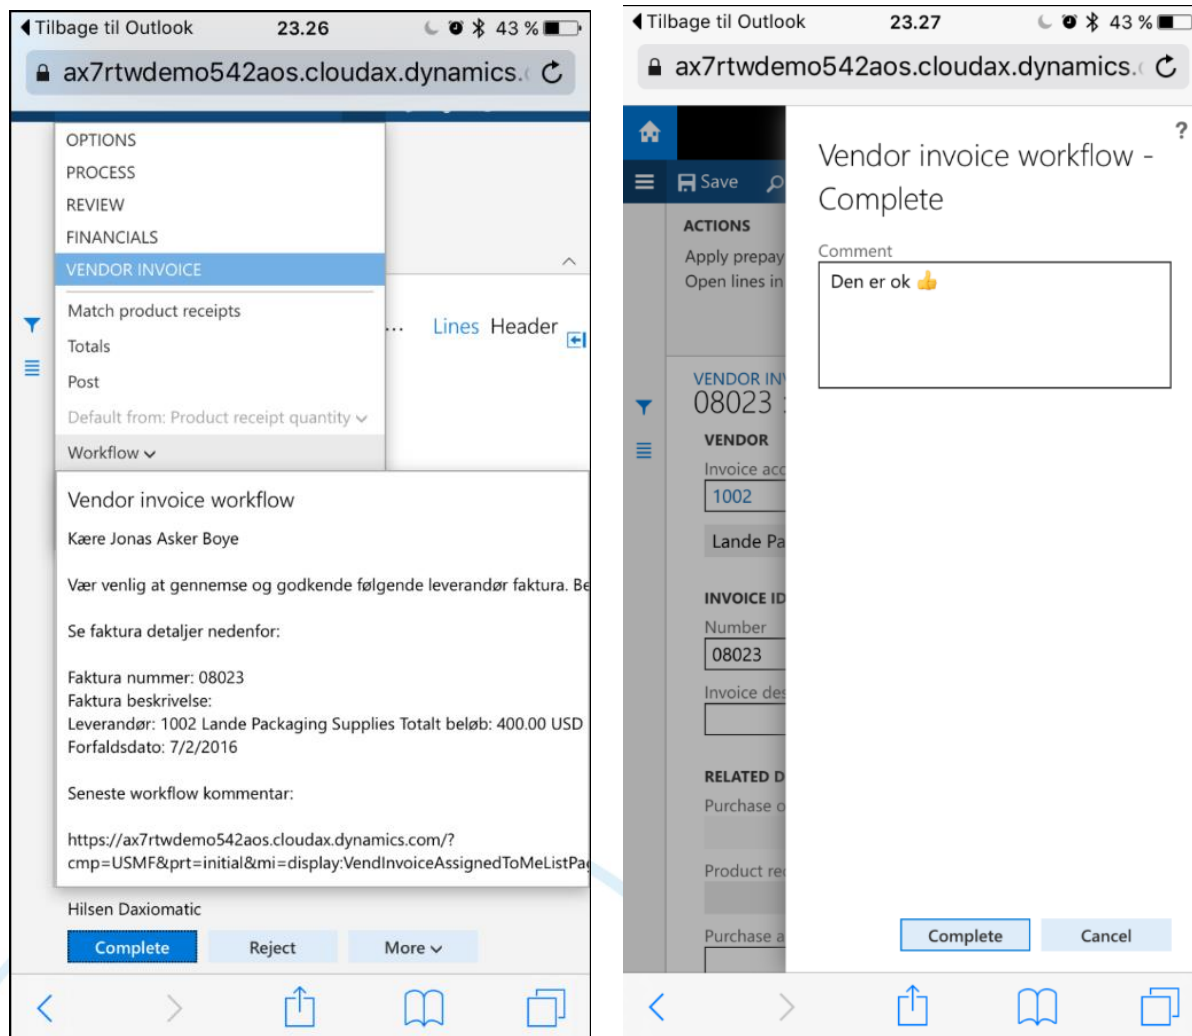 Tilbage til Outlook 23.26 43 %
ax7rtwdemo542aos.cloudax.dynamics.
OPTIONS
PROCESS
REVIEW
FINANCIALS
VENDOR INVOICE
Match product receipts
... Lines Header
Totals
Post
Default from: Product receipt quantity
Workflow
Vendor invoice workflow
Kære Jonas Asker Boye
Vær venlig at gennemse og godkende følgende leverandør faktura. Be
Se faktura detaljer nedenfor:
Faktura nummer: 08023
Faktura beskrivelse:
Leverandør: 1002 Lande Packaging Supplies Totalt beløb: 400.00 USD
Forfaldsdato: 7/2/2016
Seneste workflow kommentar:
https://ax7rtwdemo542aos.cloudax.dynamics.com/?
cmp=USMF&prt=initial&mi=display:VendInvoiceAssignedToMeListPag
Hilsen Daxiomatic
Complete Reject More
Tilbage til Outlook 23.27 43 %
ax7rtwdemo542aos.cloudax.dynamics.
Save
ACTIONS
Apply prepay
Open lines in
VENDOR INV
08023
VENDOR
Invoice acc
1002
Lande Pa
INVOICE ID
Number
08023
Invoice des
RELATED D
Purchase o
Product rec
Purchase a
?
Vendor invoice workflow -
Complete
Comment
Den er ok 👍
Complete Cancel